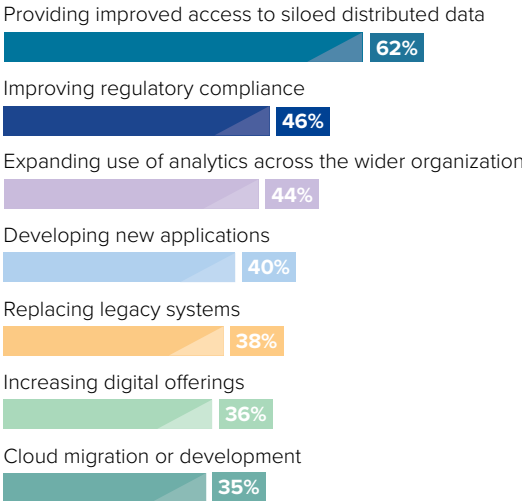 Providing improved access to siloed distributed data
62%
Improving regulatory compliance
46%
Expanding use of analytics across the wider organization
44%
Developing new applications
40%
Replacing legacy systems
38%
Increasing digital offerings
36%
Cloud migration or development
35%